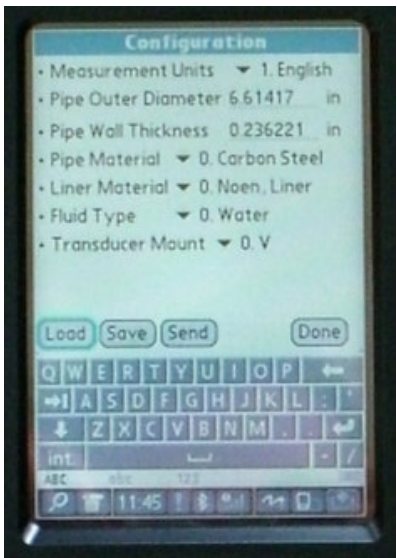 Configuration
Measurement Units 1. English
Pipe Outer Diameter 6.61417 in
Pipe Wall Thickness 0.236221 in
Pipe Material 0. Carbon Steel
Liner Material 0. Noen, Liner
Fluid Type 0. Water
Transducer Mount 0. V
Load Save Send Done
Q W E R T Y U I O P
A S D F G H J K L : '
Z X C V B N M . .
int. - /
ABC abc 123
11:45